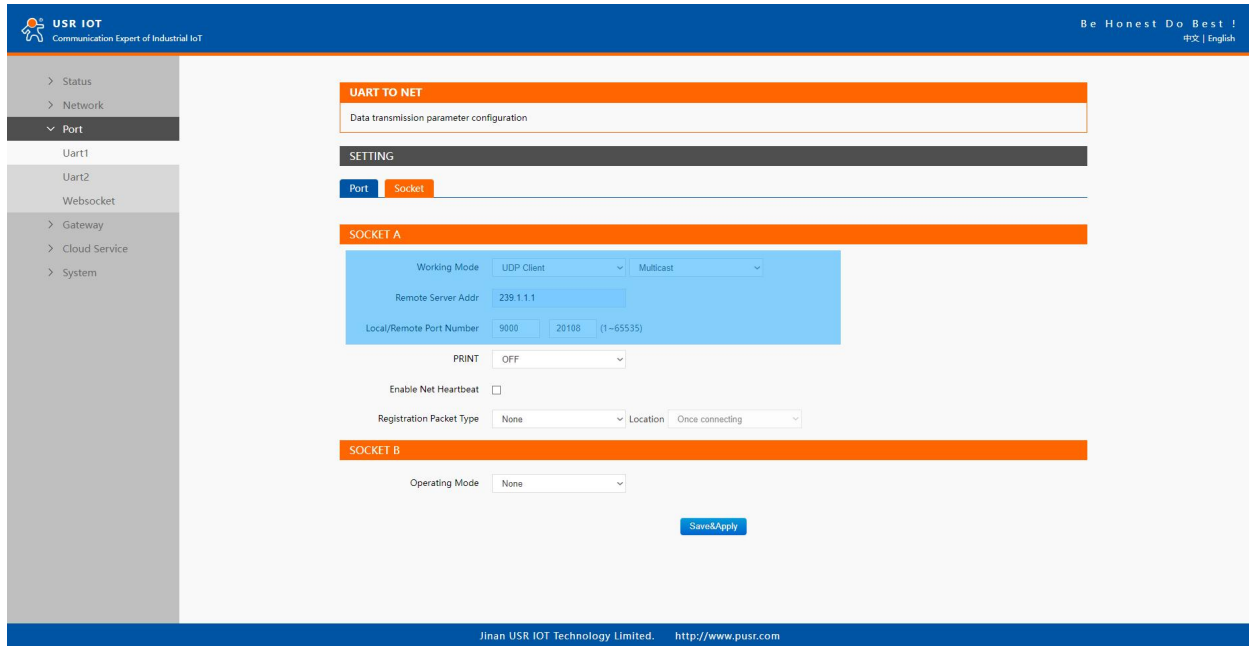 USR IOT
Communication Expert of Industrial IoT
Be Honest Do Best !
中文 | English
Status
Network
Port
Uart1
Uart2
Websocket
Gateway
Cloud Service
System
UART TO NET
Data transmission parameter configuration
SETTING
Port Socket
SOCKET A
Working Mode UDP Client Multicast
Remote Server Addr 239.1.1.1
Local/Remote Port Number 9000 20108 (1~65535)
PRINT OFF
Enable Net Heartbeat
Registration Packet Type None Location Once connecting
SOCKET B
Operating Mode None
Save&Apply
Jinan USR IOT Technology Limited. http://www.pusr.com